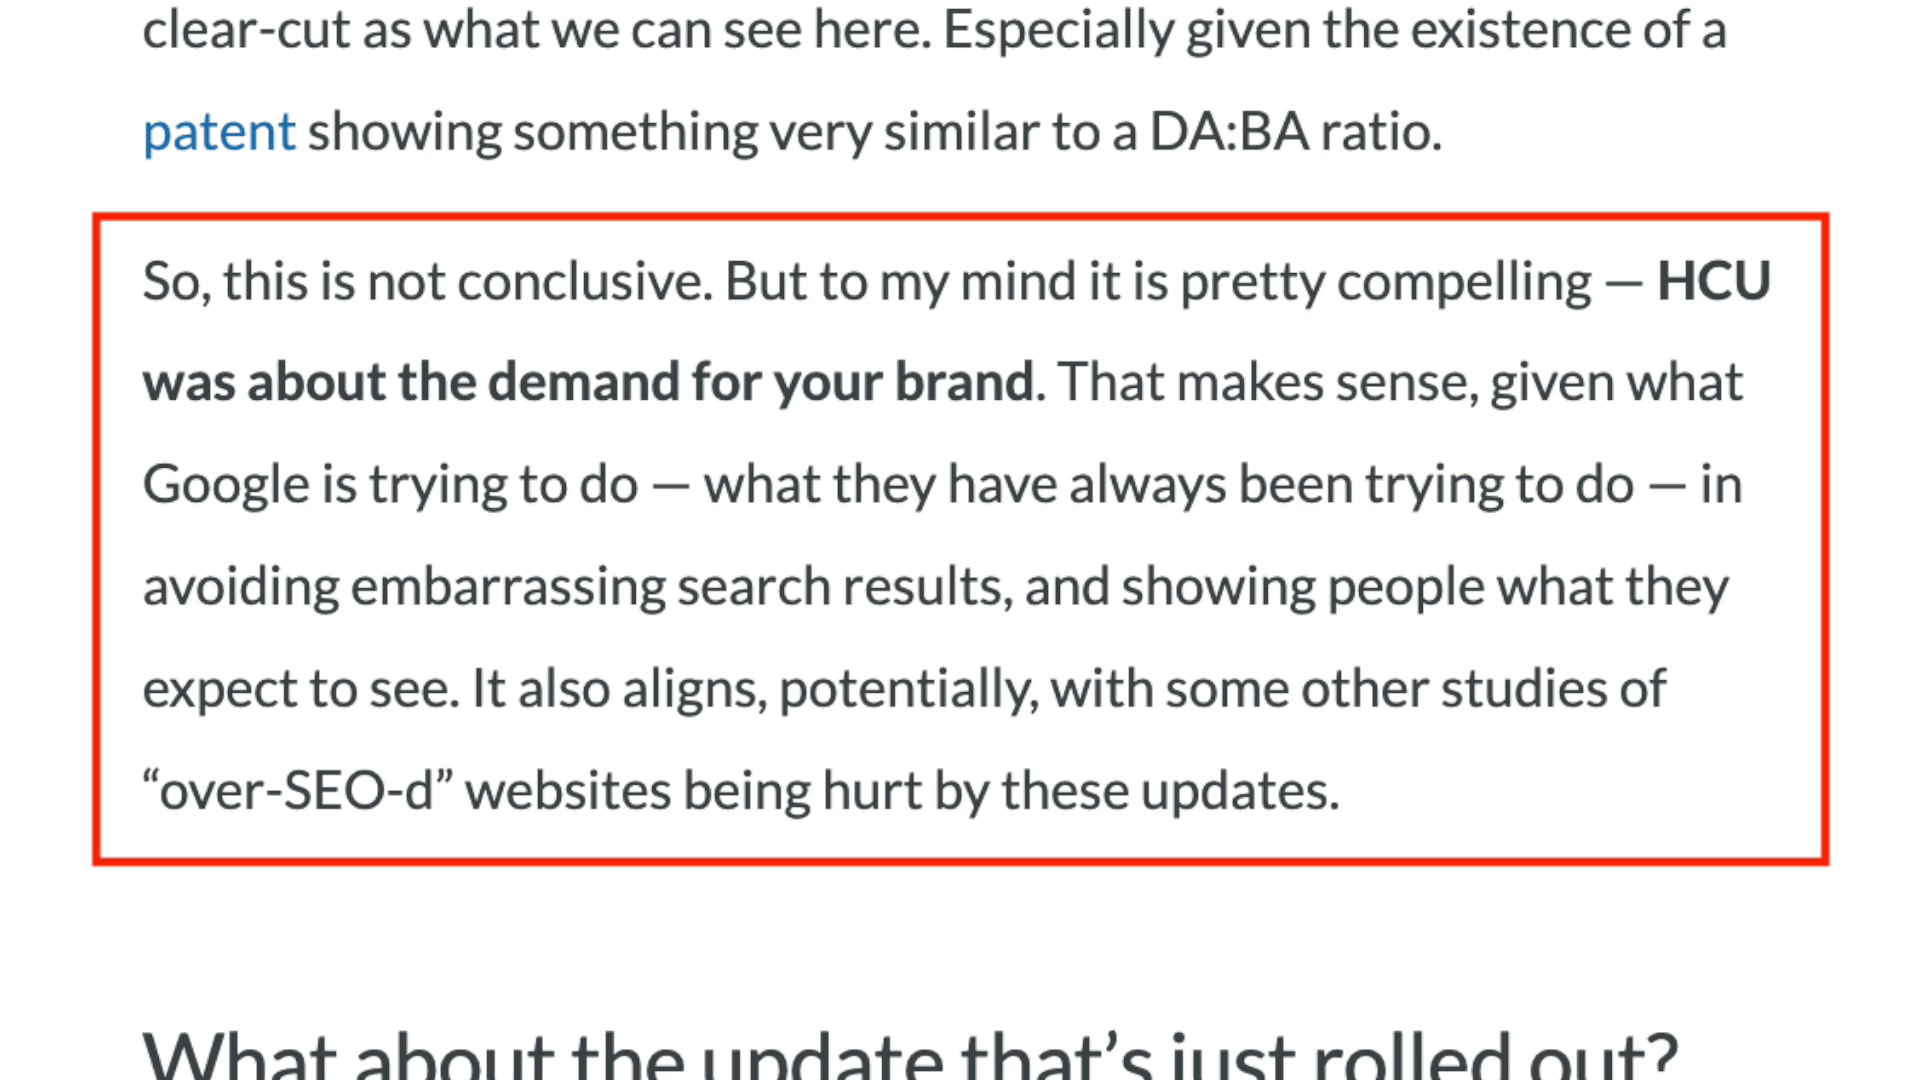 clear-cut as what we can see here. Especially given the existence of a
patent showing something very similar to a DA:BA ratio.
So, this is not conclusive. But to my mind it is pretty compelling — HCU
was about the demand for your brand. That makes sense, given what
Google is trying to do — what they have always been trying to do — in
avoiding embarrassing search results, and showing people what they
expect to see. It also aligns, potentially, with some other studies of
“over-SEO-d” websites being hurt by these updates.
What about the update that’s just rolled out?